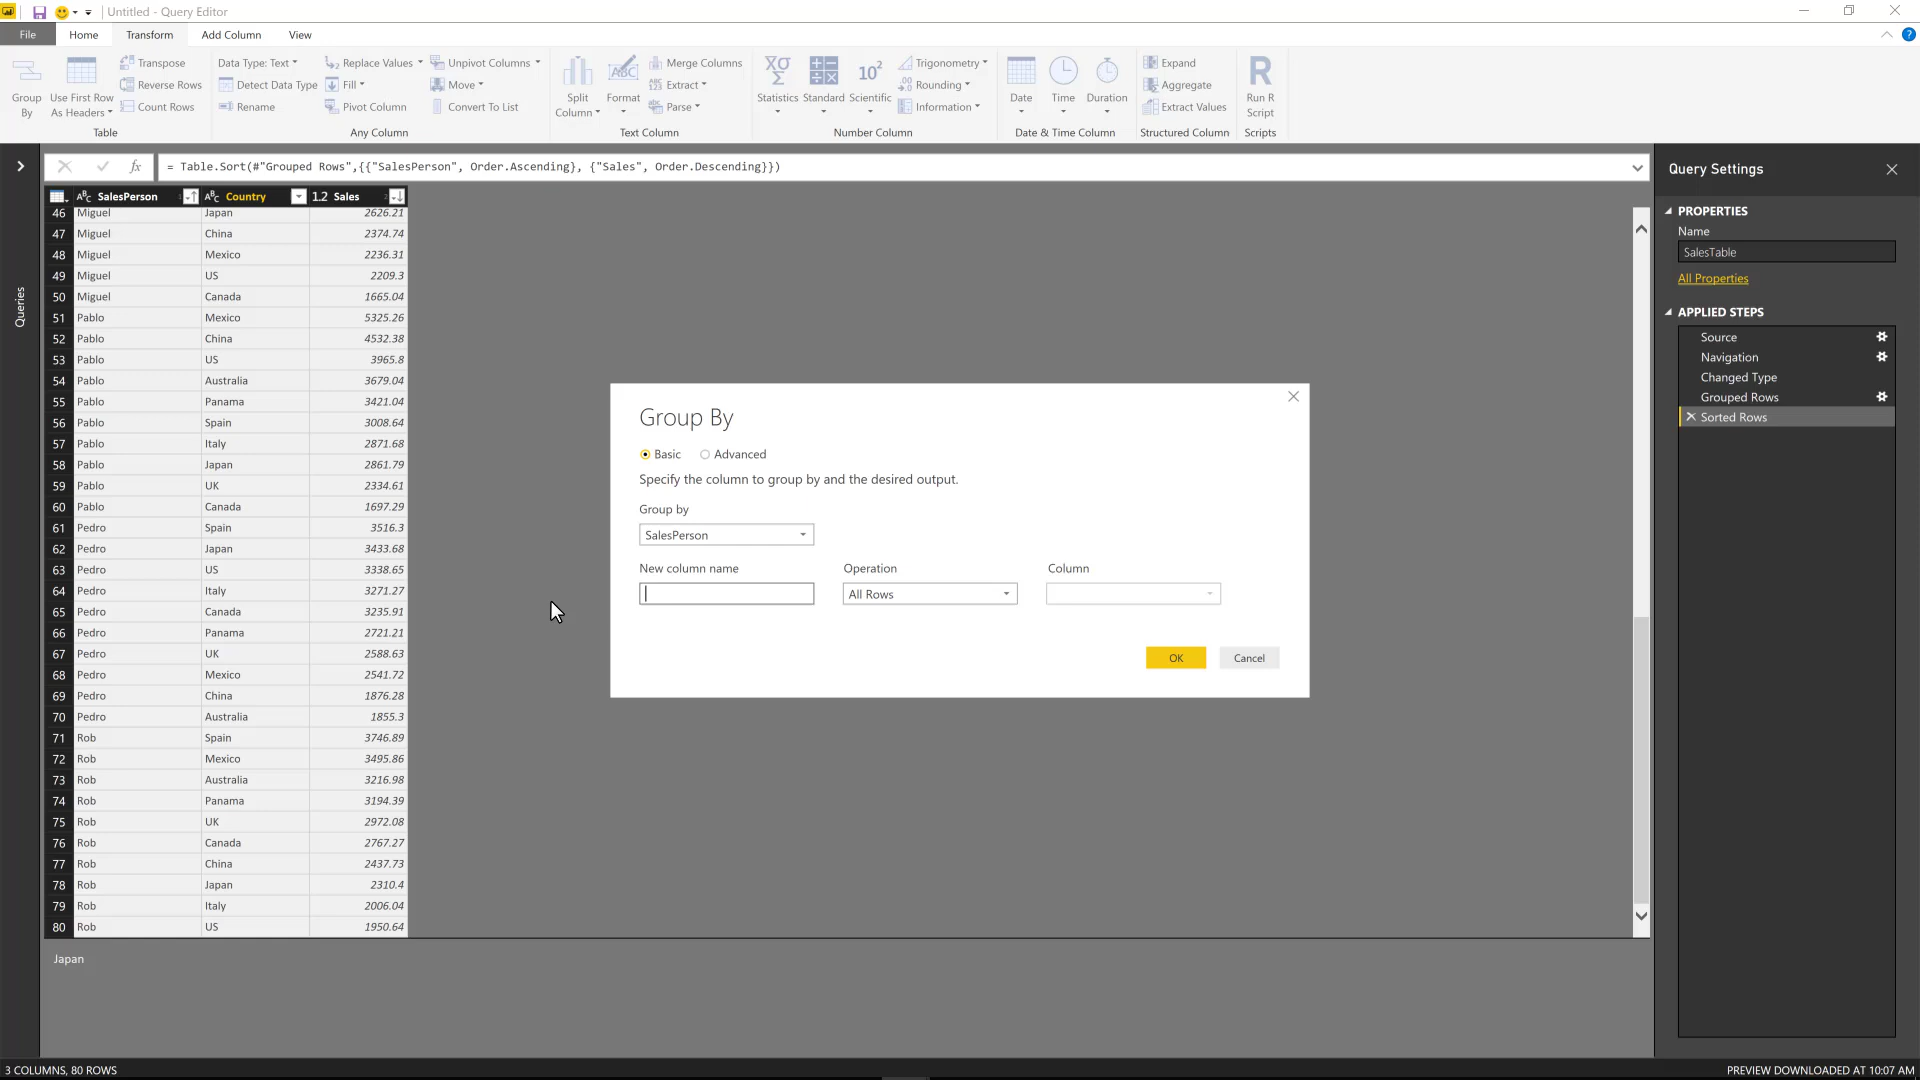 Untitled - Query Editor
File Home Transform Add Column View
Group By
Use First Row As Headers
Transpose
Reverse Rows
Count Rows
Table
Data Type: Text
Detect Data Type
Rename
Replace Values
Fill
Pivot Column
Unpivot Columns
Move
Convert To List
Any Column
Split Column
Format
ABC
Merge Columns
Extract
Parse
Text Column
Statistics
Standard
10²
Scientific
Trigonometry
Rounding
Information
Number Column
Date
Time
Duration
Date & Time Column
Expand
Aggregate
Extract Values
Structured Column
R
Run R Script
Scripts
fx = Table.Sort(#"Grouped Rows",{{"SalesPerson", Order.Ascending}, {"Sales", Order.Descending}})
Queries
ABC SalesPerson ABC Country 1.2 Sales
46 Miguel Japan 2626.21
47 Miguel China 2374.74
48 Miguel Mexico 2236.31
49 Miguel US 2209.3
50 Miguel Canada 1665.04
51 Pablo Mexico 5325.26
52 Pablo China 4532.38
53 Pablo US 3965.8
54 Pablo Australia 3679.04
55 Pablo Panama 3421.04
56 Pablo Spain 3008.64
57 Pablo Italy 2871.68
58 Pablo Japan 2861.79
59 Pablo UK 2334.61
60 Pablo Canada 1697.29
61 Pedro Spain 3516.3
62 Pedro Japan 3433.68
63 Pedro US 3338.65
64 Pedro Italy 3271.27
65 Pedro Canada 3235.91
66 Pedro Panama 2721.21
67 Pedro UK 2588.63
68 Pedro Mexico 2541.72
69 Pedro China 1876.28
70 Pedro Australia 1855.3
71 Rob Spain 3746.89
72 Rob Mexico 3495.86
73 Rob Australia 3216.98
74 Rob Panama 3194.39
75 Rob UK 2972.08
76 Rob Canada 2767.27
77 Rob China 2437.73
78 Rob Japan 2310.4
79 Rob Italy 2006.04
80 Rob US 1950.64
Japan
Group By
Basic Advanced
Specify the column to group by and the desired output.
Group by
SalesPerson
New column name Operation Column
All Rows
OK Cancel
Query Settings
PROPERTIES
Name
SalesTable
All Properties
APPLIED STEPS
Source
Navigation
Changed Type
Grouped Rows
Sorted Rows
3 COLUMNS, 80 ROWS
PREVIEW DOWNLOADED AT 10:07 AM